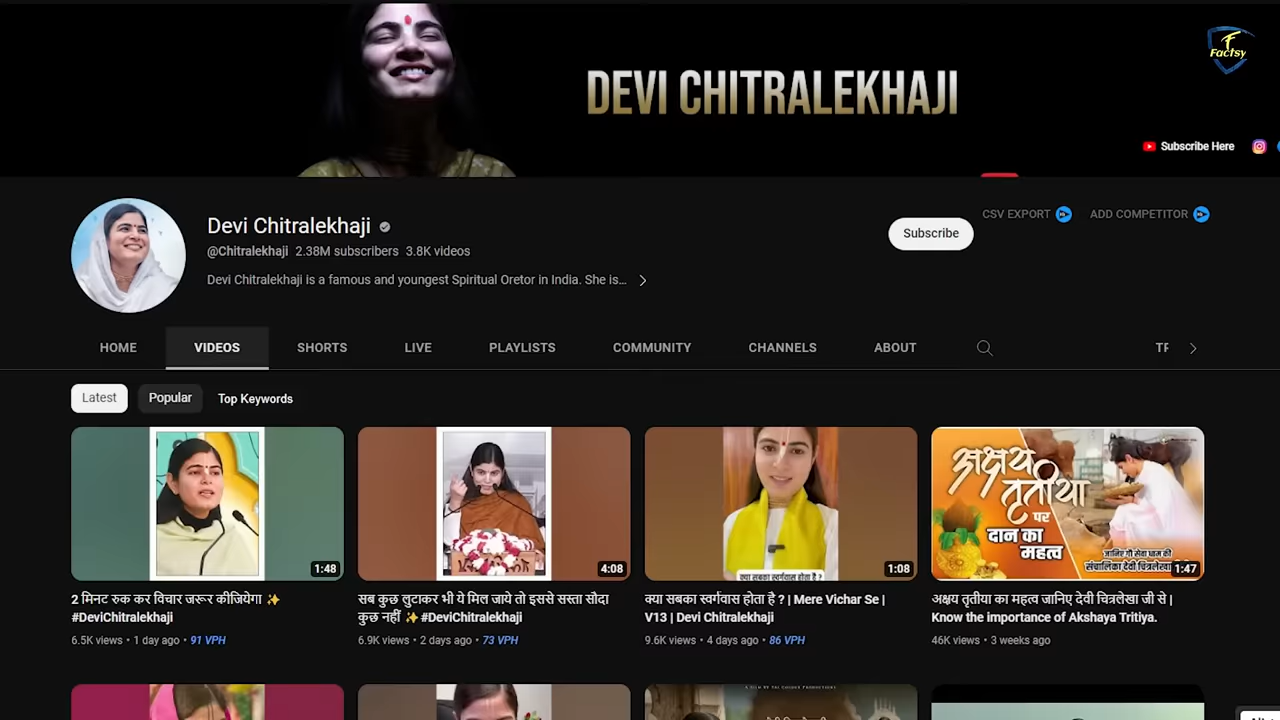 Factsy
DEVI CHITRALEKHAJI
Subscribe Here
Devi Chitralekhaji
@Chitralekhaji 2.38M subscribers 3.8K videos
Devi Chitralekhaji is a famous and youngest Spiritual Oretor in India. She is...
Subscribe
CSV EXPORT
ADD COMPETITOR
HOME VIDEOS SHORTS LIVE PLAYLISTS COMMUNITY CHANNELS ABOUT
Latest Popular Top Keywords
1:48
2 मिनट रुक कर विचार जरूर कीजियेगा ✨
#DeviChitralekhaji
6.5K views • 1 day ago • 91 VPH
4:08
सब कुछ लुटाकर भी ये मिल जाये तो इससे सस्ता सौदा
कुछ नहीं ✨#DeviChitralekhaji
6.9K views • 2 days ago • 73 VPH
क्या सबका स्वर्गवास होता है ?
1:08
क्या सबका स्वर्गवास होता है ? | Mere Vichar Se |
V13 | Devi Chitralekhaji
9.6K views • 4 days ago • 86 VPH
अक्षय
तृतीया
पर
दान का
महत्व
जानिए गौ सेवा धाम की
संचालिका देवी चित्रलेखा
1:47
अक्षय तृतीया का महत्व जानिए देवी चित्रलेखा जी से |
Know the importance of Akshaya Tritiya.
46K views • 3 weeks ago